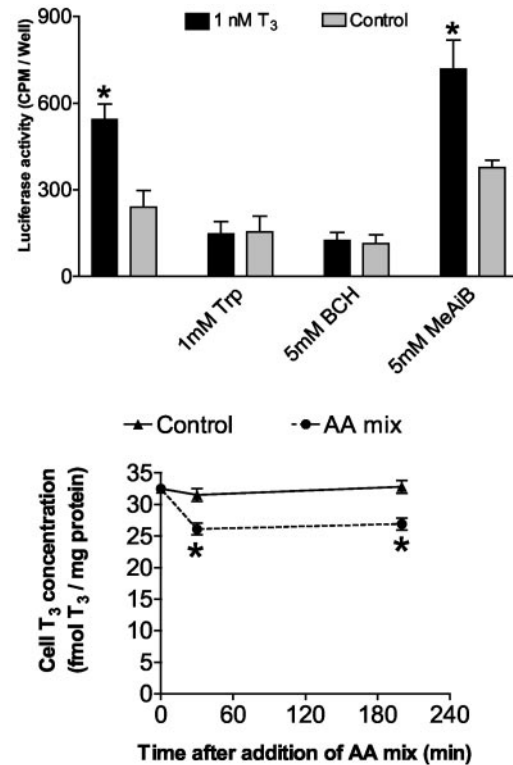 1 nM T3 Control
Luciferase activity (CPM / Well)
900
600
300
0
*
*
1mM Trp
5mM BCH
5mM MeAiB
Control AA mix
Cell T3 concentration
(fmol T3 / mg protein)
35
30
25
20
15
10
5
0
*
*
0 60 120 180 240
Time after addition of AA mix (min)